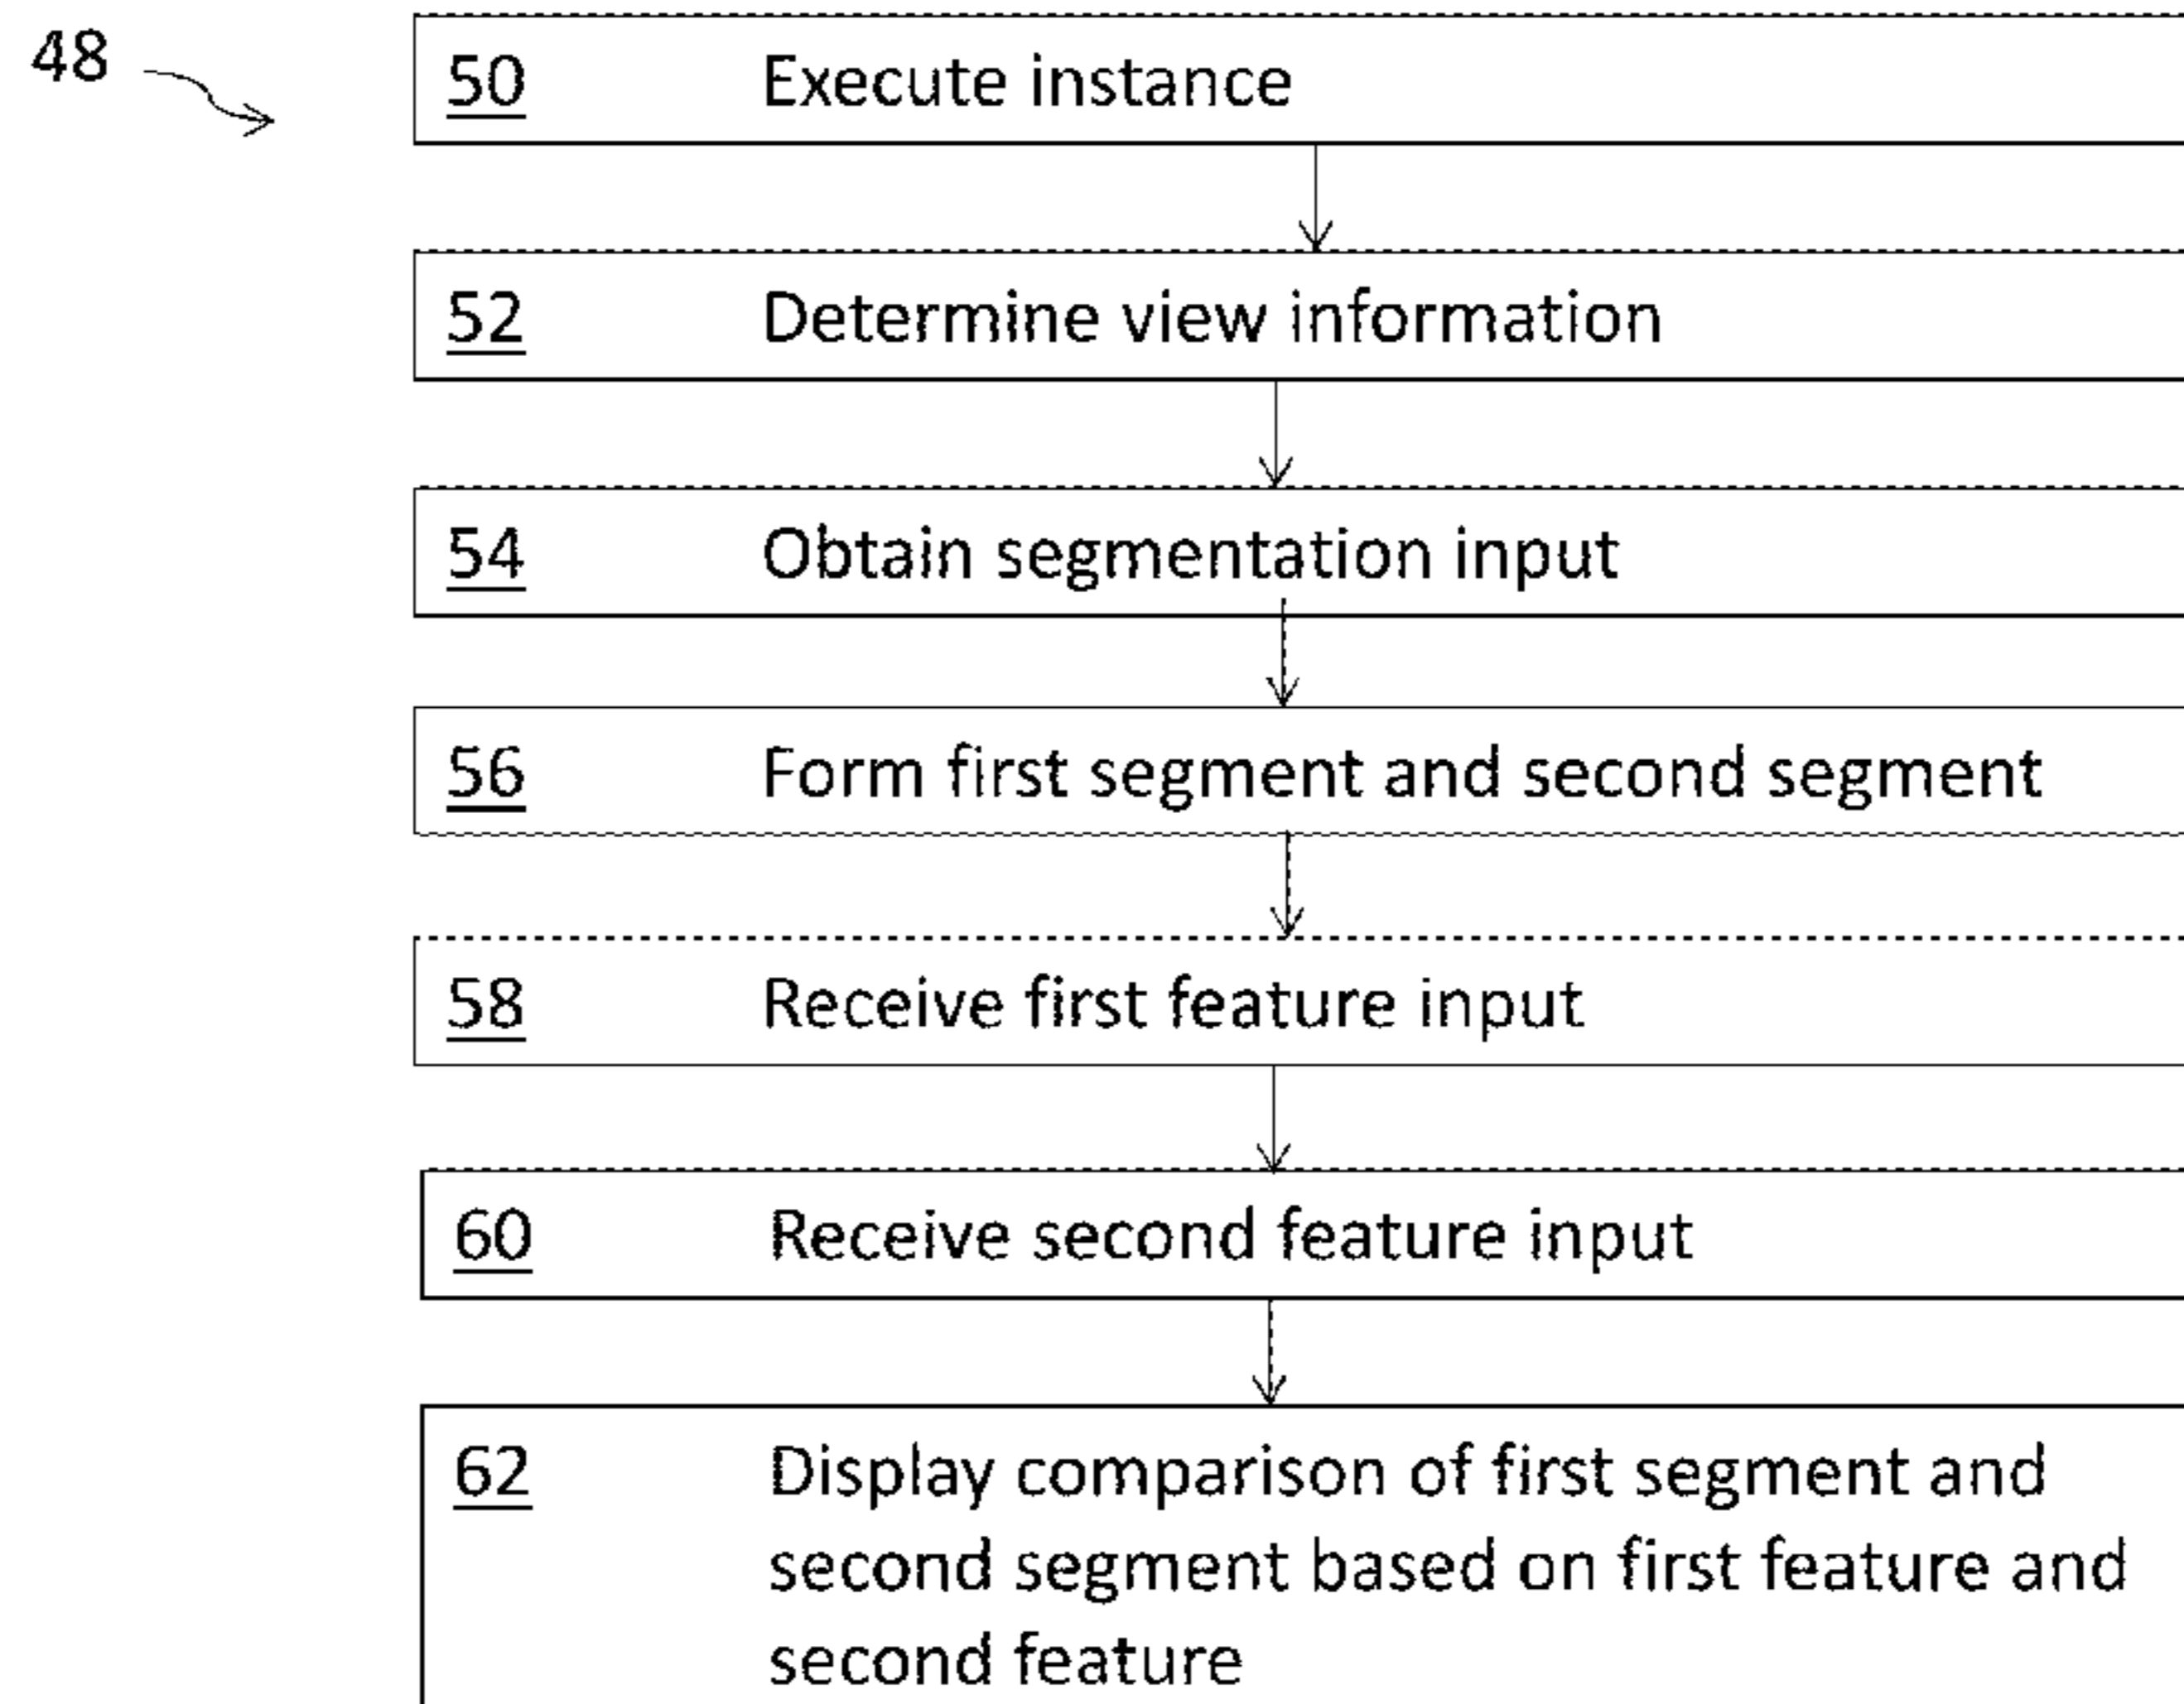 48
50 Execute instance
52 Determine view information
54 Obtain segmentation input
56 Form first segment and second segment
58 Receive first feature input
60 Receive second feature input
62 Display comparison of first segment and
second segment based on first feature and
second feature